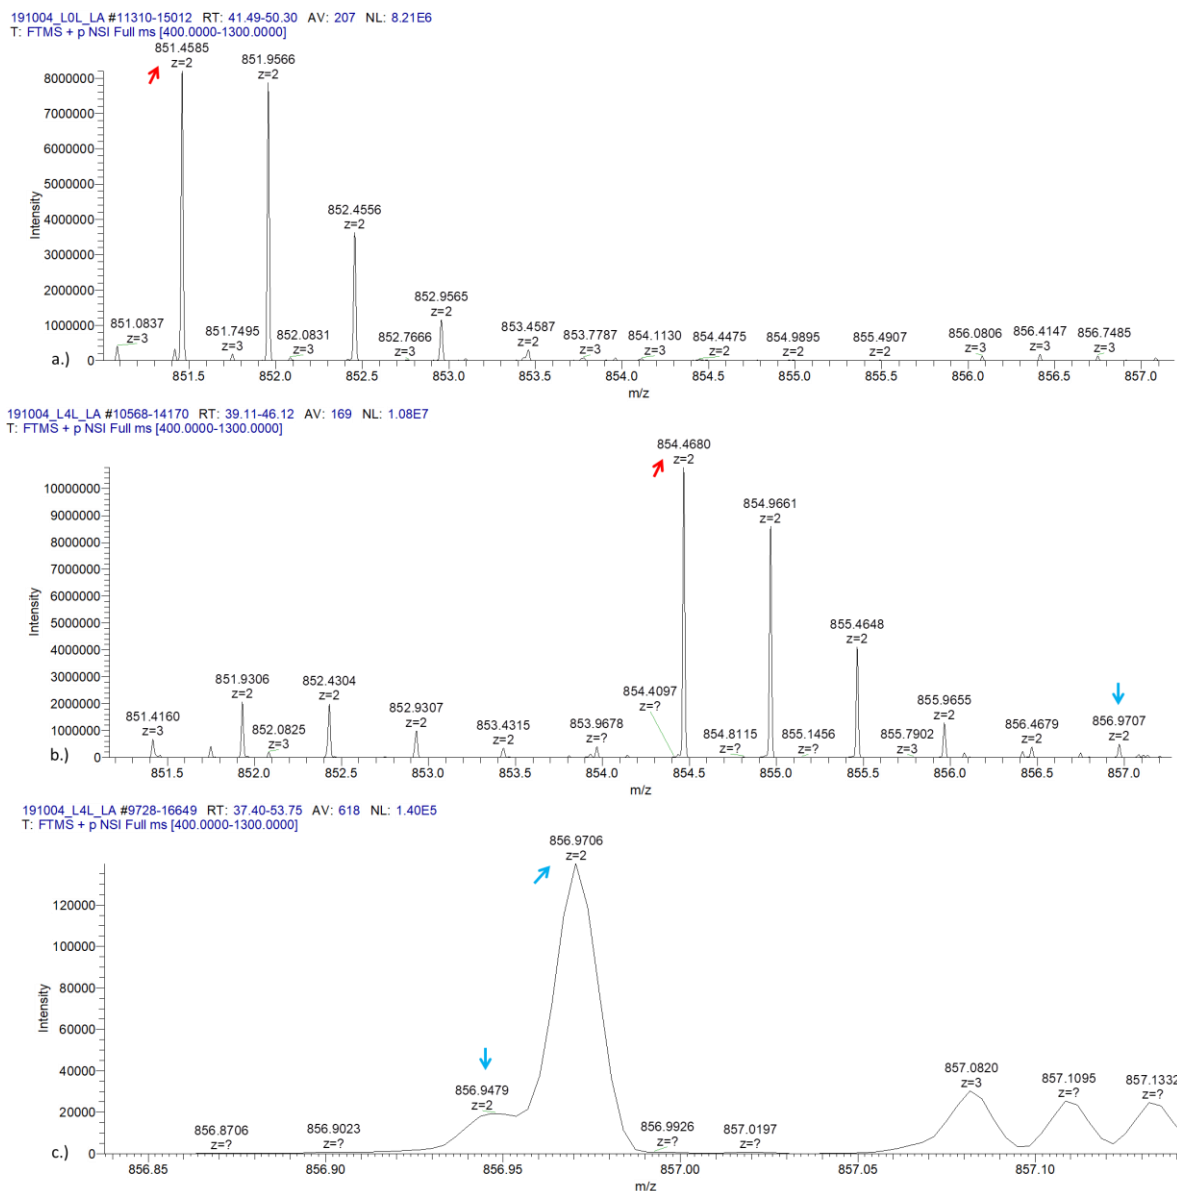 191004_L0L_LA #11310-15012 RT: 41.49-50.30 AV: 207 NL: 8.21E6
T: FTMS + p NSI Full ms [400.0000-1300.0000]
851.4585
z=2
851.9566
z=2
852.4556
z=2
852.9565
z=2
851.0837
z=3
851.7495
z=3
852.0831
z=3
852.7666
z=3
853.4587
z=2
853.7787
z=3
854.1130
z=3
854.4475
z=2
854.9895
z=2
855.4907
z=2
856.0806
z=3
856.4147
z=3
856.7485
z=3
8000000
7000000
6000000
5000000
4000000
3000000
2000000
1000000
0
Intensity
a.)
851.5 852.0 852.5 853.0 853.5 854.0 854.5 855.0 855.5 856.0 856.5 857.0
m/z
191004_L4L_LA #10568-14170 RT: 39.11-46.12 AV: 169 NL: 1.08E7
T: FTMS + p NSI Full ms [400.0000-1300.0000]
854.4680
z=2
854.9661
z=2
855.4648
z=2
851.4160
z=3
851.9306
z=2
852.0825
z=3
852.4304
z=2
852.9307
z=2
853.4315
z=2
853.9678
z=?
854.4097
z=?
854.8115
z=?
855.1456
z=?
855.7902
z=3
855.9655
z=2
856.4679
z=2
856.9707
z=2
10000000
9000000
8000000
7000000
6000000
5000000
4000000
3000000
2000000
1000000
0
Intensity
b.)
851.5 852.0 852.5 853.0 853.5 854.0 854.5 855.0 855.5 856.0 856.5 857.0
m/z
191004_L4L_LA #9728-16649 RT: 37.40-53.75 AV: 618 NL: 1.40E5
T: FTMS + p NSI Full ms [400.0000-1300.0000]
856.9706
z=2
856.8706
z=?
856.9023
z=?
856.9479
z=2
856.9926
z=?
857.0197
z=?
857.0820
z=3
857.1095
z=?
857.1332
z=?
120000
100000
80000
60000
40000
20000
0
Intensity
c.)
856.85 856.90 856.95 857.00 857.05 857.10
m/z